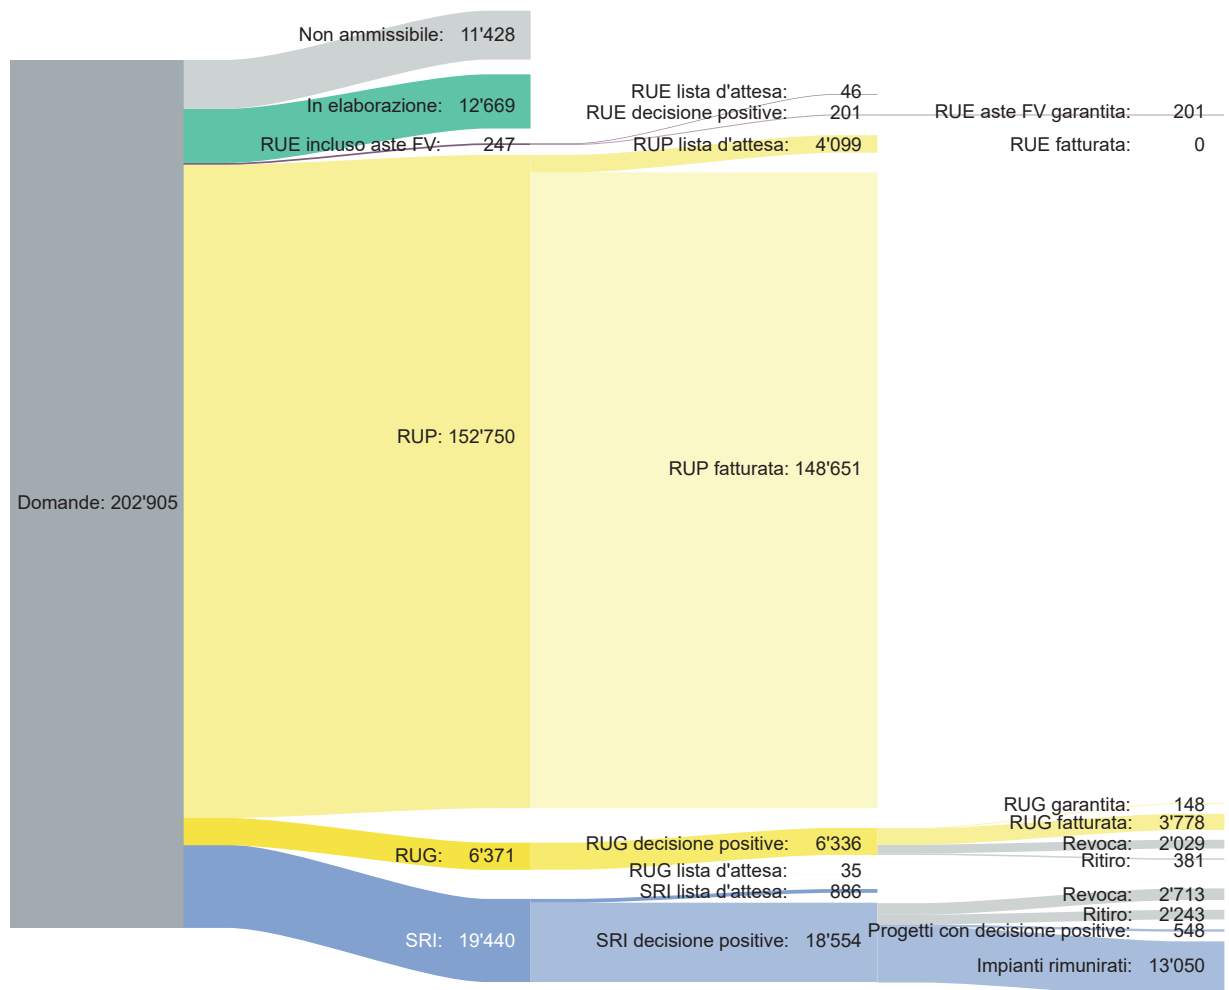 Non ammissibile: 11'428
In elaborazione: 12'669
RUE incluso aste FV: 247
RUE lista d'attesa: 46
RUE decisione positive: 201
RUP lista d'attesa: 4'099
RUE aste FV garantita: 201
RUE fatturata: 0
RUP: 152'750
RUP fatturata: 148'651
Domande: 202'905
RUG: 6'371
RUG decisione positive: 6'336
RUG lista d'attesa: 35
SRI lista d'attesa: 886
SRI: 19'440
SRI decisione positive: 18'554
RUG garantita: 148
RUG fatturata: 3'778
Revoca: 2'029
Ritiro: 381
Revoca: 2'713
Ritiro: 2'243
Progetti con decisione positive: 548
Impianti rimunirati: 13'050